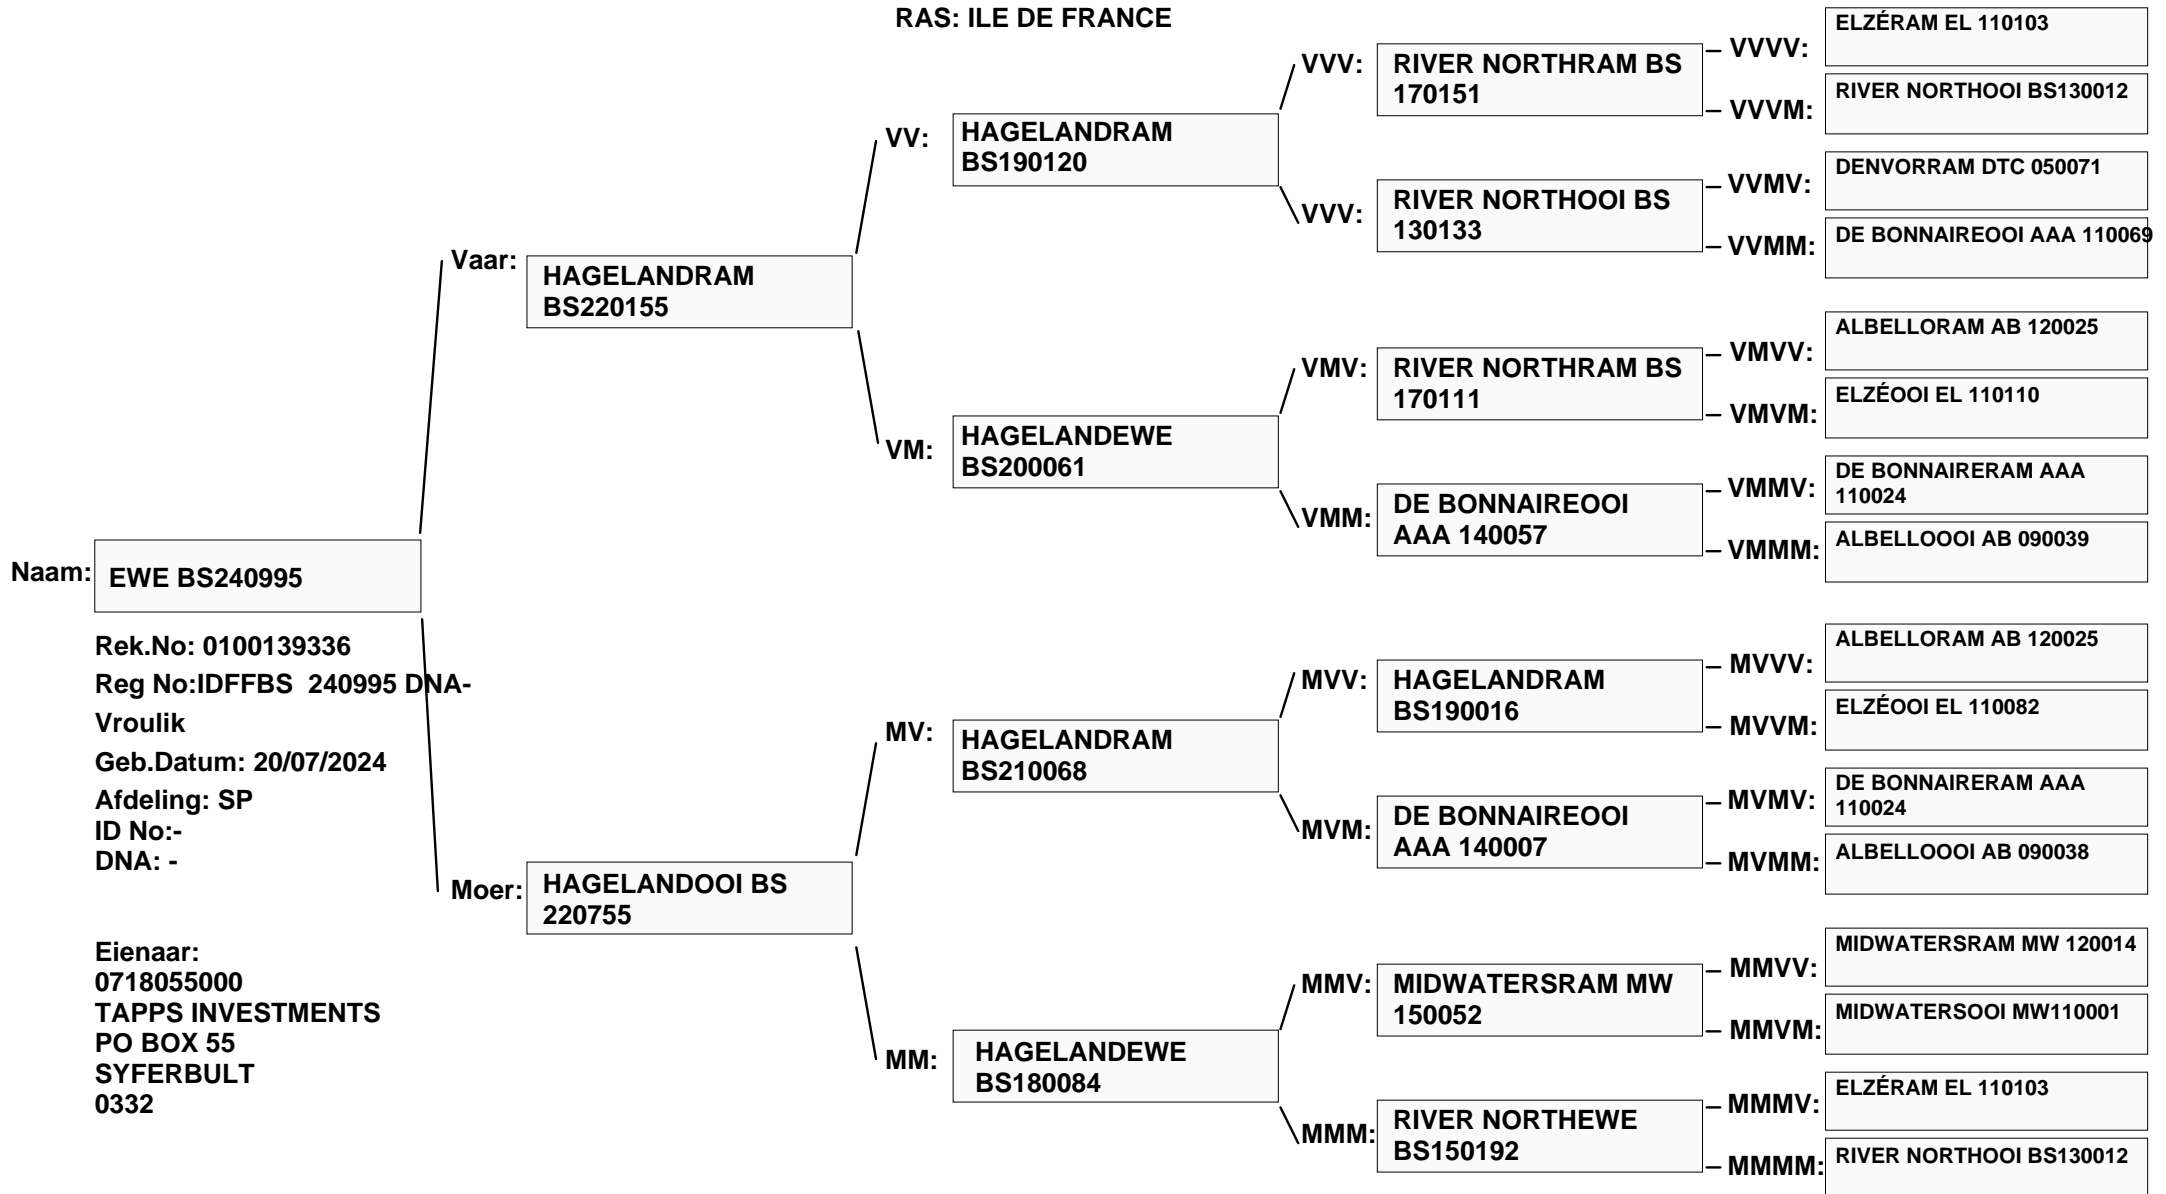 RAS: ILE DE FRANCE
Naam:
EWE BS240995
Rek.No: 0100139336
Reg No:IDFFBS  240995 DNA-
Vroulik
Geb.Datum: 20/07/2024
Afdeling: SP
ID No:-
DNA: -
Eienaar:
0718055000
TAPPS INVESTMENTS
PO BOX 55
SYFERBULT
0332
Vaar:
HAGELANDRAM
BS220155
Moer:
HAGELANDOOI BS
220755
VV:
HAGELANDRAM
BS190120
VM:
HAGELANDEWE
BS200061
MV:
HAGELANDRAM
BS210068
MM:
HAGELANDEWE
BS180084
VVV:
RIVER NORTHRAM BS
170151
VVV:
RIVER NORTHOOI BS
130133
VMV:
RIVER NORTHRAM BS
170111
VMM:
DE BONNAIREOOI
AAA 140057
MVV:
HAGELANDRAM
BS190016
MVM:
DE BONNAIREOOI
AAA 140007
MMV:
MIDWATERSRAM MW
150052
MMM:
RIVER NORTHEWE
BS150192
VVVV:
ELZÉRAM EL 110103
VVVM:
RIVER NORTHOOI BS130012
VVMV:
DENVORRAM DTC 050071
VVMM:
DE BONNAIREOOI AAA 110069
VMVV:
ALBELLORAM AB 120025
VMVM:
ELZÉOOI EL 110110
VMMV:
DE BONNAIRERAM AAA
110024
VMMM:
ALBELLOOOI AB 090039
MVVV:
ALBELLORAM AB 120025
MVVM:
ELZÉOOI EL 110082
MVMV:
DE BONNAIRERAM AAA
110024
MVMM:
ALBELLOOOI AB 090038
MMVV:
MIDWATERSRAM MW 120014
MMVM:
MIDWATERSOOI MW110001
MMMV:
ELZÉRAM EL 110103
MMMM:
RIVER NORTHOOI BS130012